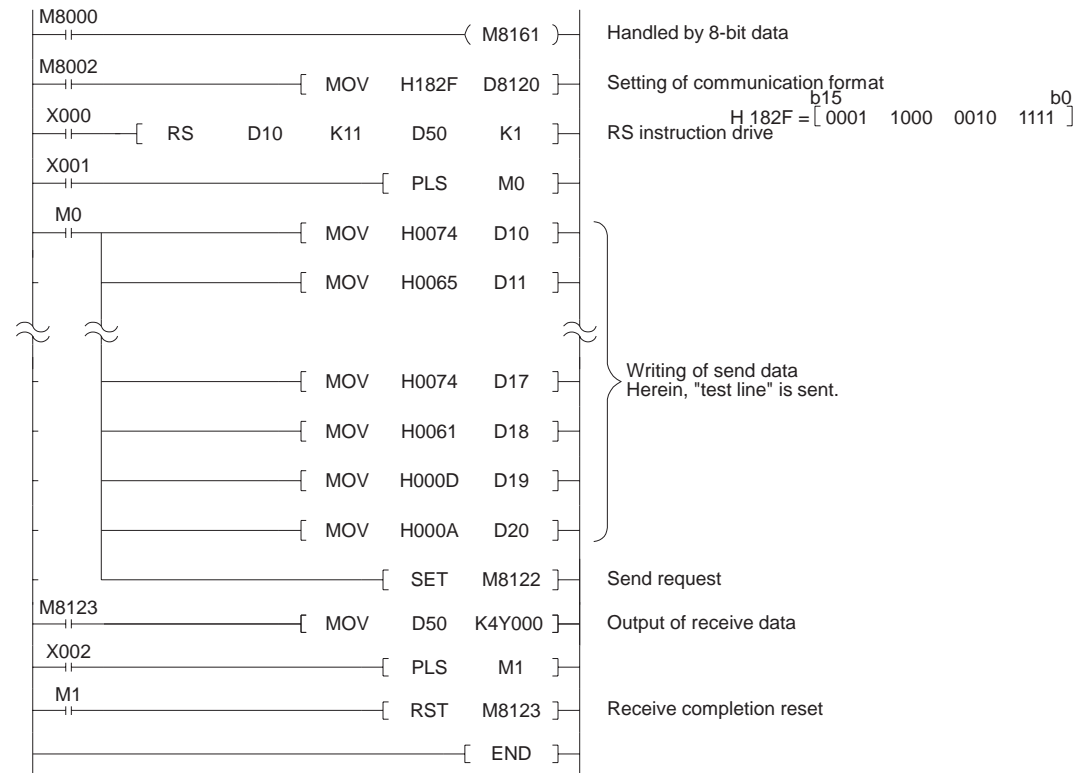 M8000
M8161 Handled by 8-bit data
M8002
MOV H182F D8120 Setting of communication format
b15 b0
H 182F = [ 0001 1000 0010 1111 ]
X000
RS D10 K11 D50 K1 RS instruction drive
X001
PLS M0
M0
MOV H0074 D10
MOV H0065 D11
MOV H0074 D17
Writing of send data
Herein, "test line" is sent.
MOV H0061 D18
MOV H000D D19
MOV H000A D20
SET M8122 Send request
M8123
MOV D50 K4Y000 Output of receive data
X002
PLS M1
M1
RST M8123 Receive completion reset
END